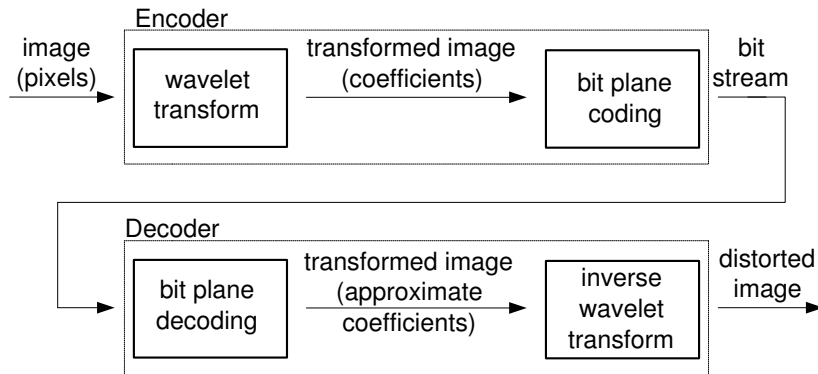 Encoder
image
(pixels)
wavelet
transform
transformed image
(coefficients)
bit plane
coding
bit
stream
Decoder
bit plane
decoding
transformed image
(approximate
coefficients)
inverse
wavelet
transform
distorted
image